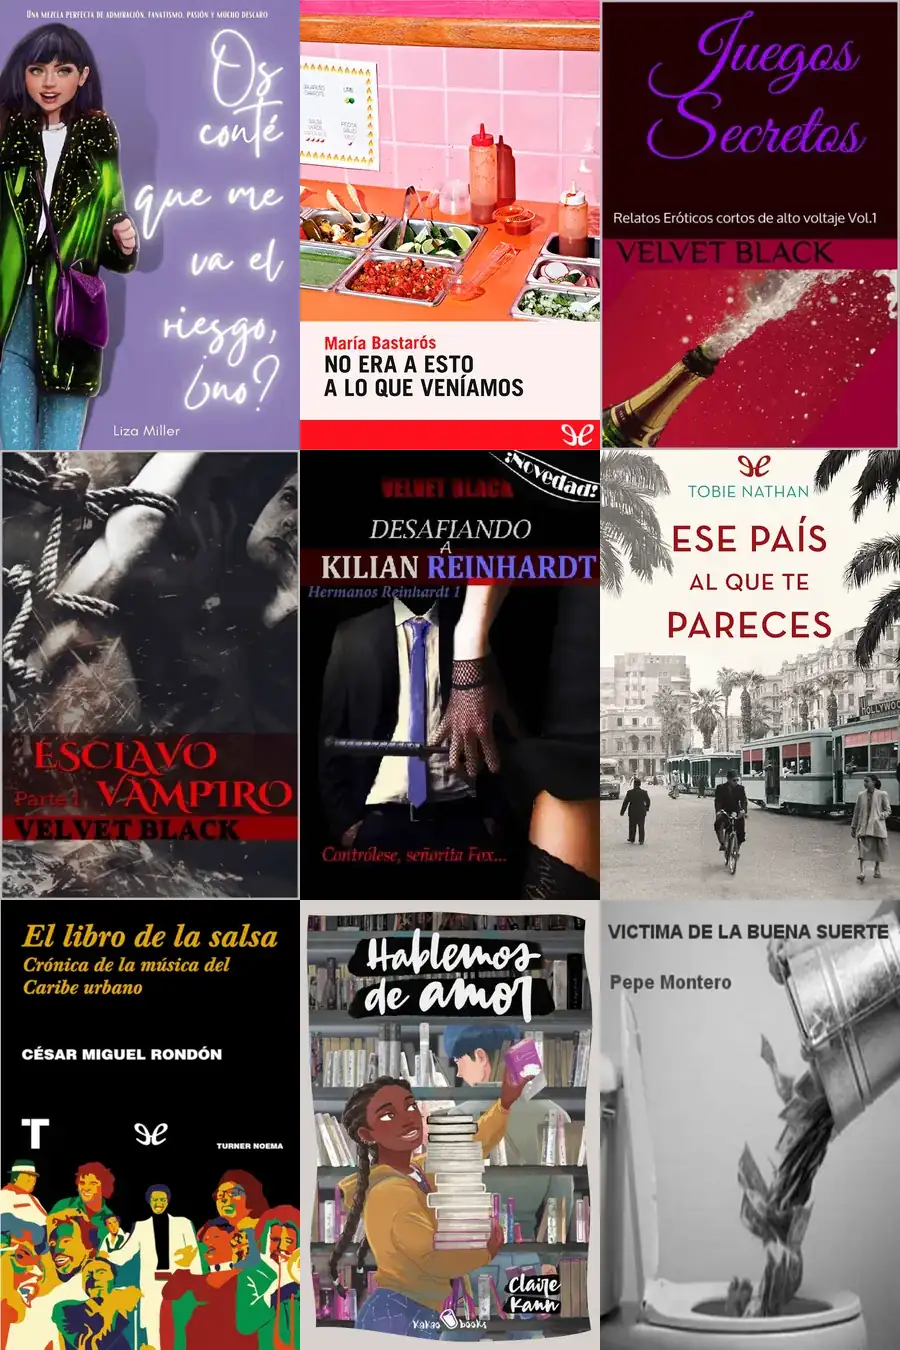 UNA MEZCLA PERFECTA DE ADMIRACIÓN, FANATISMO, PASIÓN Y MUCHO DESCARO
Os
conté
que me
va el
riesgo,
¿no?
Liza Miller
María Bastarós
NO ERA A ESTO
A LO QUE VENÍAMOS
Juegos
Secretos
Relatos Eróticos cortos de alto voltaje Vol.1
VELVET BLACK
ESCLAVO
Parte 1 VAMPIRO
VELVET BLACK
¡Novedad!
VELVET BLACK
DESAFIANDO
A
KILIAN REINHARDT
Hermanos Reinhardt 1
Contrólese, señorita Fox...
TOBIE NATHAN
ESE PAÍS
AL QUE TE
PARECES
HOLLYWOO
El libro de la salsa
Crónica de la música del
Caribe urbano
CÉSAR MIGUEL RONDÓN
T
TURNER NOEMA
Hablemos
de amor
Claire
Kann
Kakao books
VICTIMA DE LA BUENA SUERTE
Pepe Montero